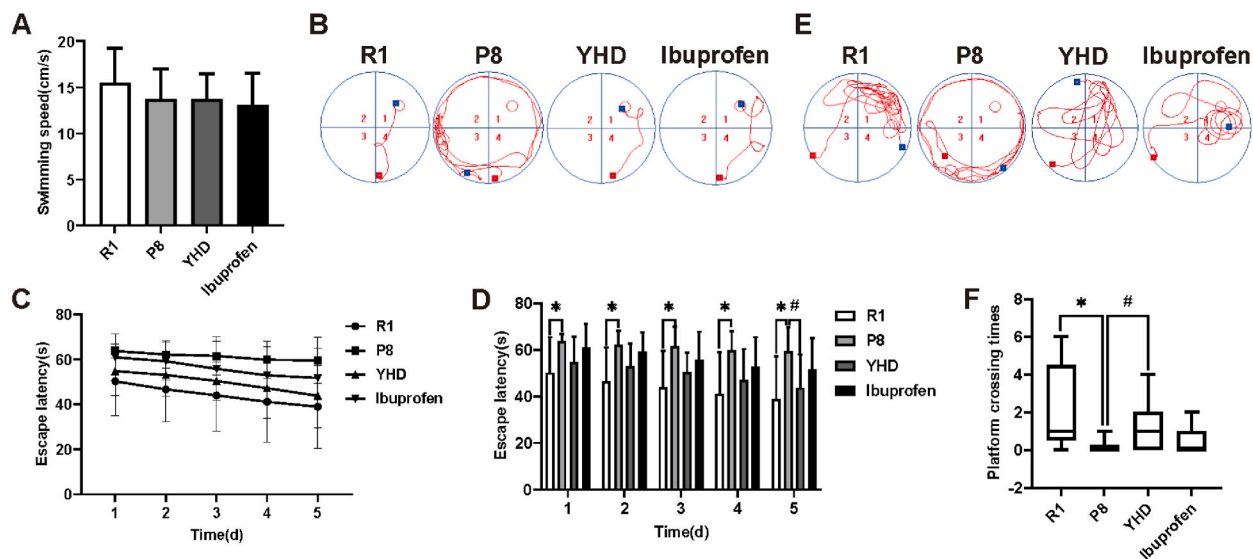 A
Swimming speed(cm/s)
20
15
10
5
0
R1
P8
YHD
Ibuprofen
B
R1
P8
YHD
Ibuprofen
2 1
3 4
2 1
3 4
2 1
3 4
2 1
3 4
E
R1
P8
YHD
Ibuprofen
2 1
3 4
2 1
3 4
2 1
3 4
2 1
3 4
C
Escape latency(s)
80
60
40
20
0
1 2 3 4 5
Time(d)
R1
P8
YHD
Ibuprofen
D
Escape latency(s)
80
60
40
20
0
* * * * * #
1 2 3 4 5
Time(d)
R1
P8
YHD
Ibuprofen
F
Platform crossing times
8
6
4
2
0
-2
* #
R1
P8
YHD
Ibuprofen